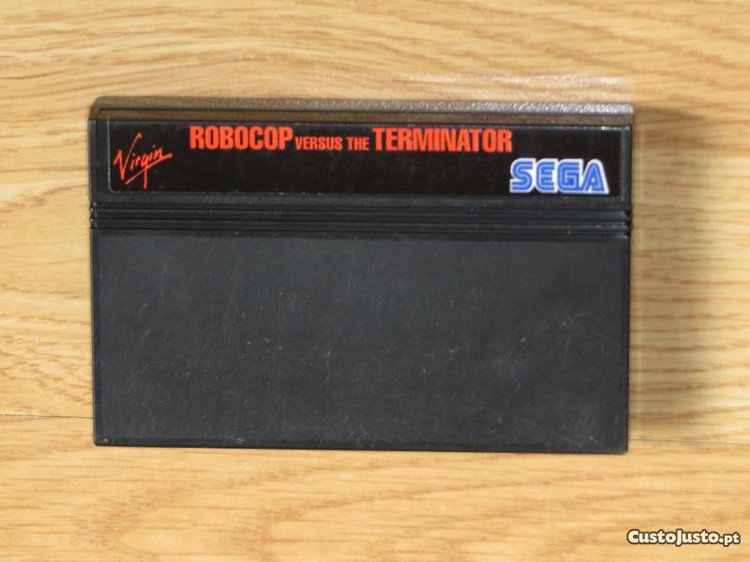 Virgin
ROBOCOP VERSUS THE TERMINATOR
SEGA
CustoJusto.pt